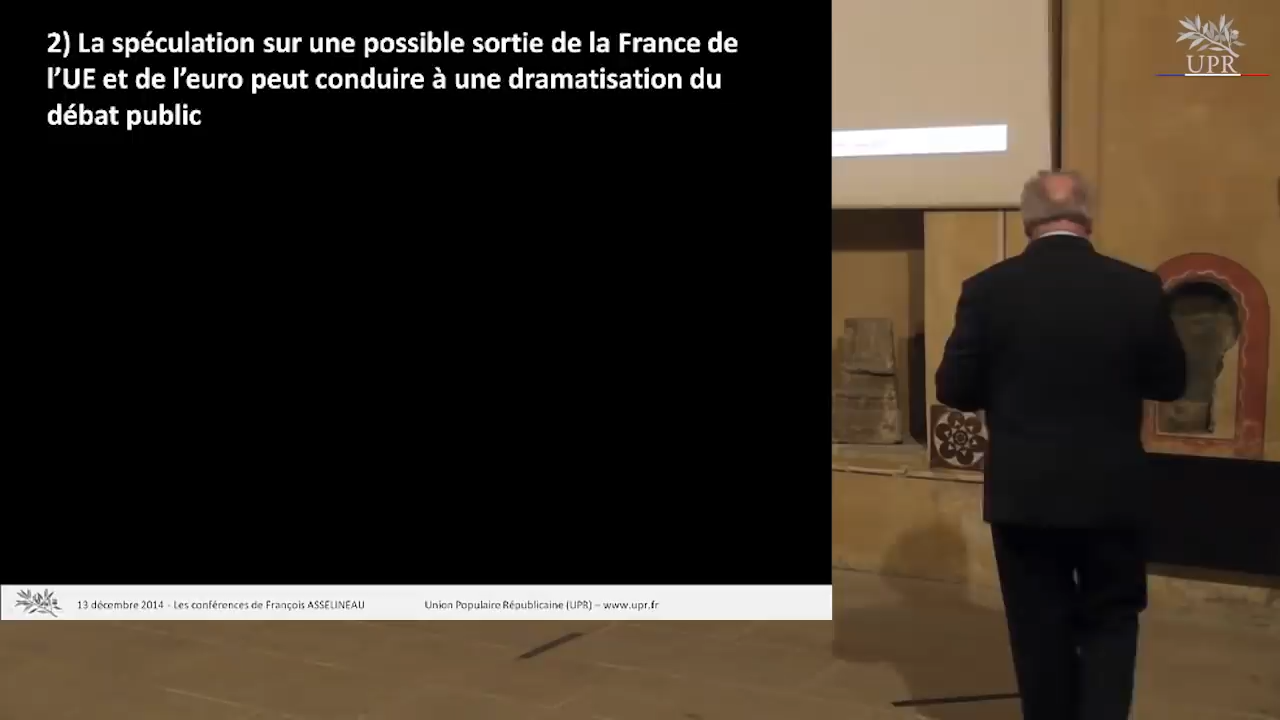 2) La spéculation sur une possible sortie de la France de
l’UE et de l’euro peut conduire à une dramatisation du
débat public
UPR
13 décembre 2014 - Les conférences de François ASSELINEAU
Union Populaire Républicaine (UPR) – www.upr.fr